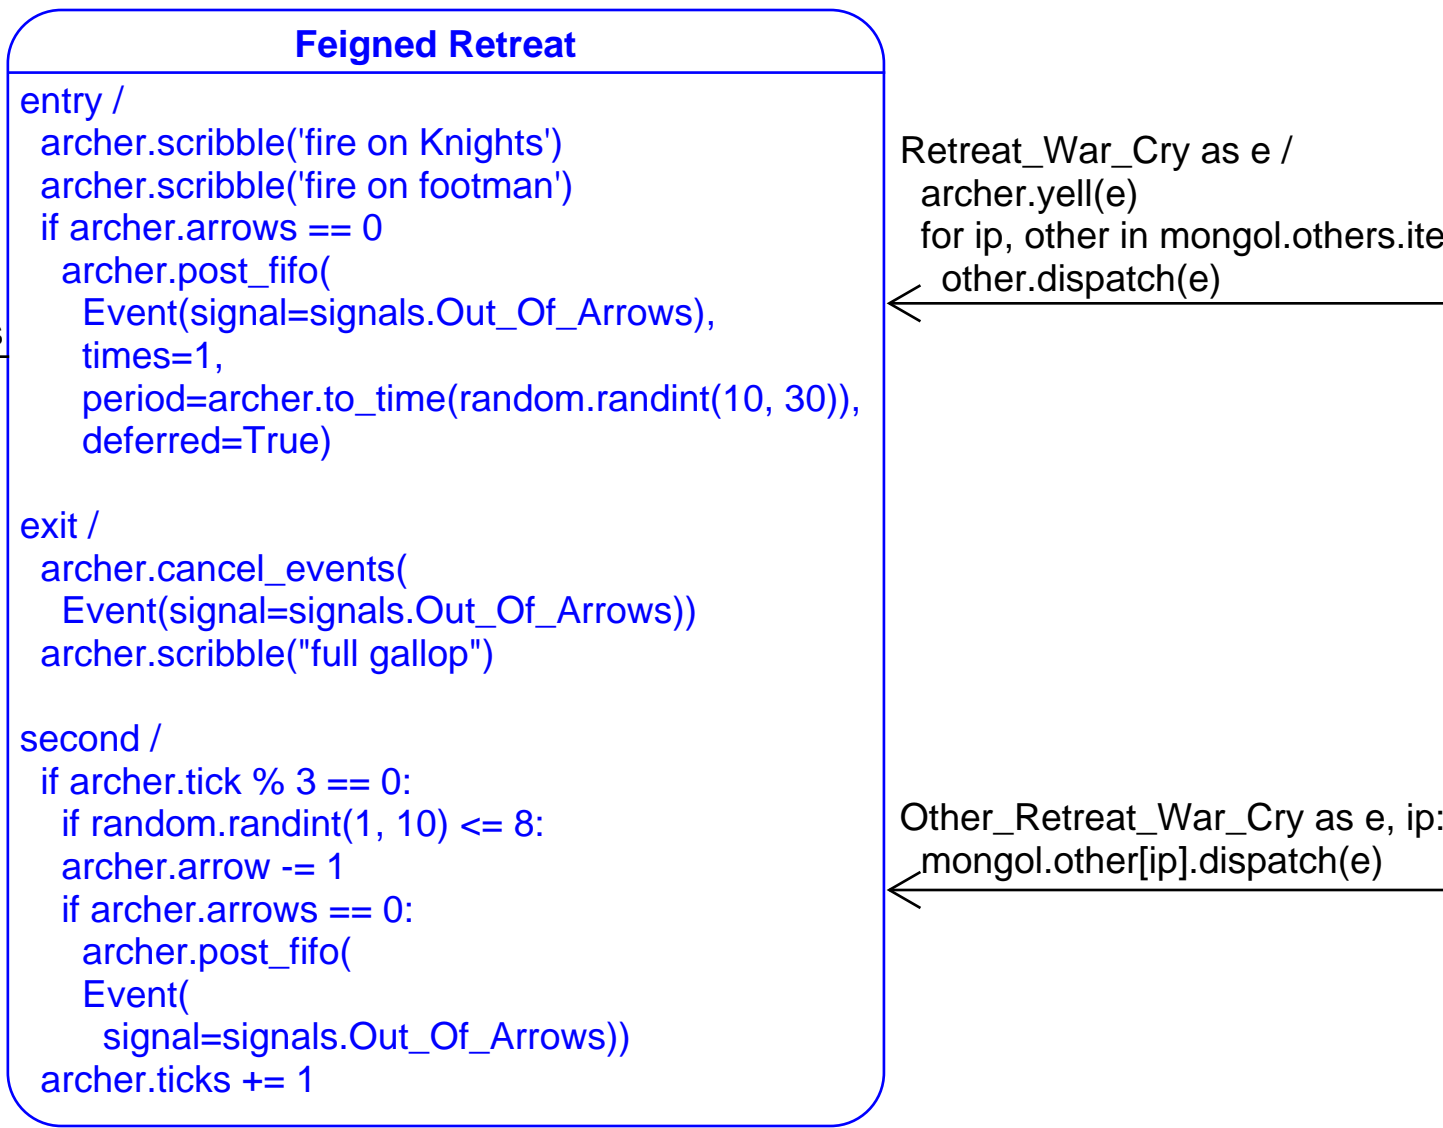 Feigned Retreat
entry /
archer.scribble('fire on Knights')
archer.scribble('fire on footman')
if archer.arrows == 0
archer.post_fifo(
Event(signal=signals.Out_Of_Arrows),
times=1,
period=archer.to_time(random.randint(10, 30)),
deferred=True)
exit /
archer.cancel_events(
Event(signal=signals.Out_Of_Arrows))
archer.scribble("full gallop")
second /
if archer.tick % 3 == 0:
if random.randint(1, 10) <= 8:
archer.arrow -= 1
if archer.arrows == 0:
archer.post_fifo(
Event(
signal=signals.Out_Of_Arrows))
archer.ticks += 1
Retreat_War_Cry as e /
archer.yell(e)
for ip, other in mongol.others.ite
other.dispatch(e)
Other_Retreat_War_Cry as e, ip:
mongol.other[ip].dispatch(e)